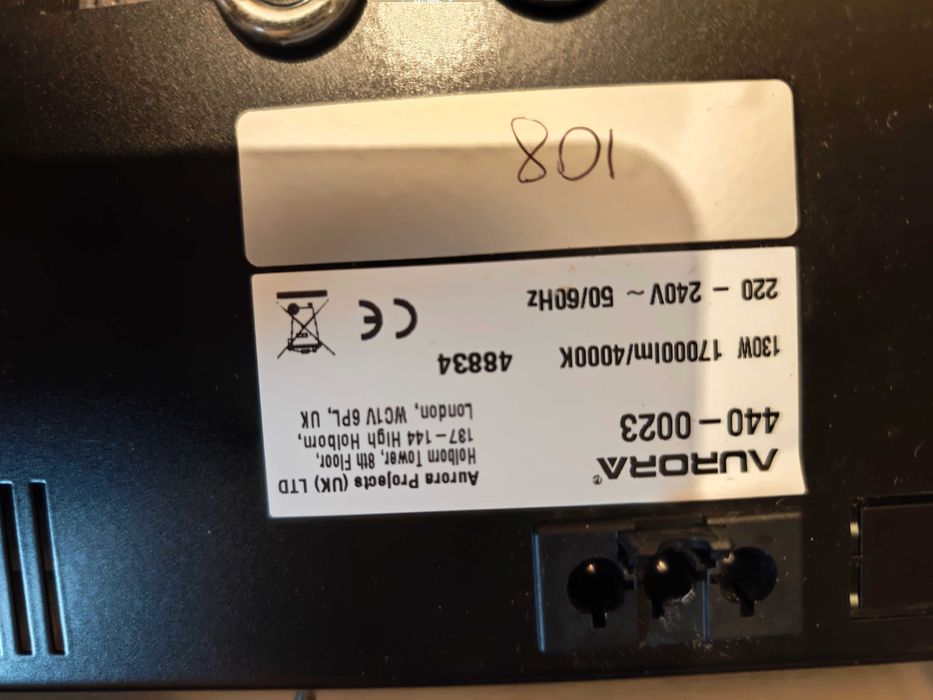 AURORA®
440-0023
130W 17000lm/4000K
220 - 240V ~ 50/60Hz
Aurora Projects (UK) LTD
Holborn Tower, 8th Floor,
137-144 High Holborn,
London, WC1V 6PL, UK
48834
CE
108